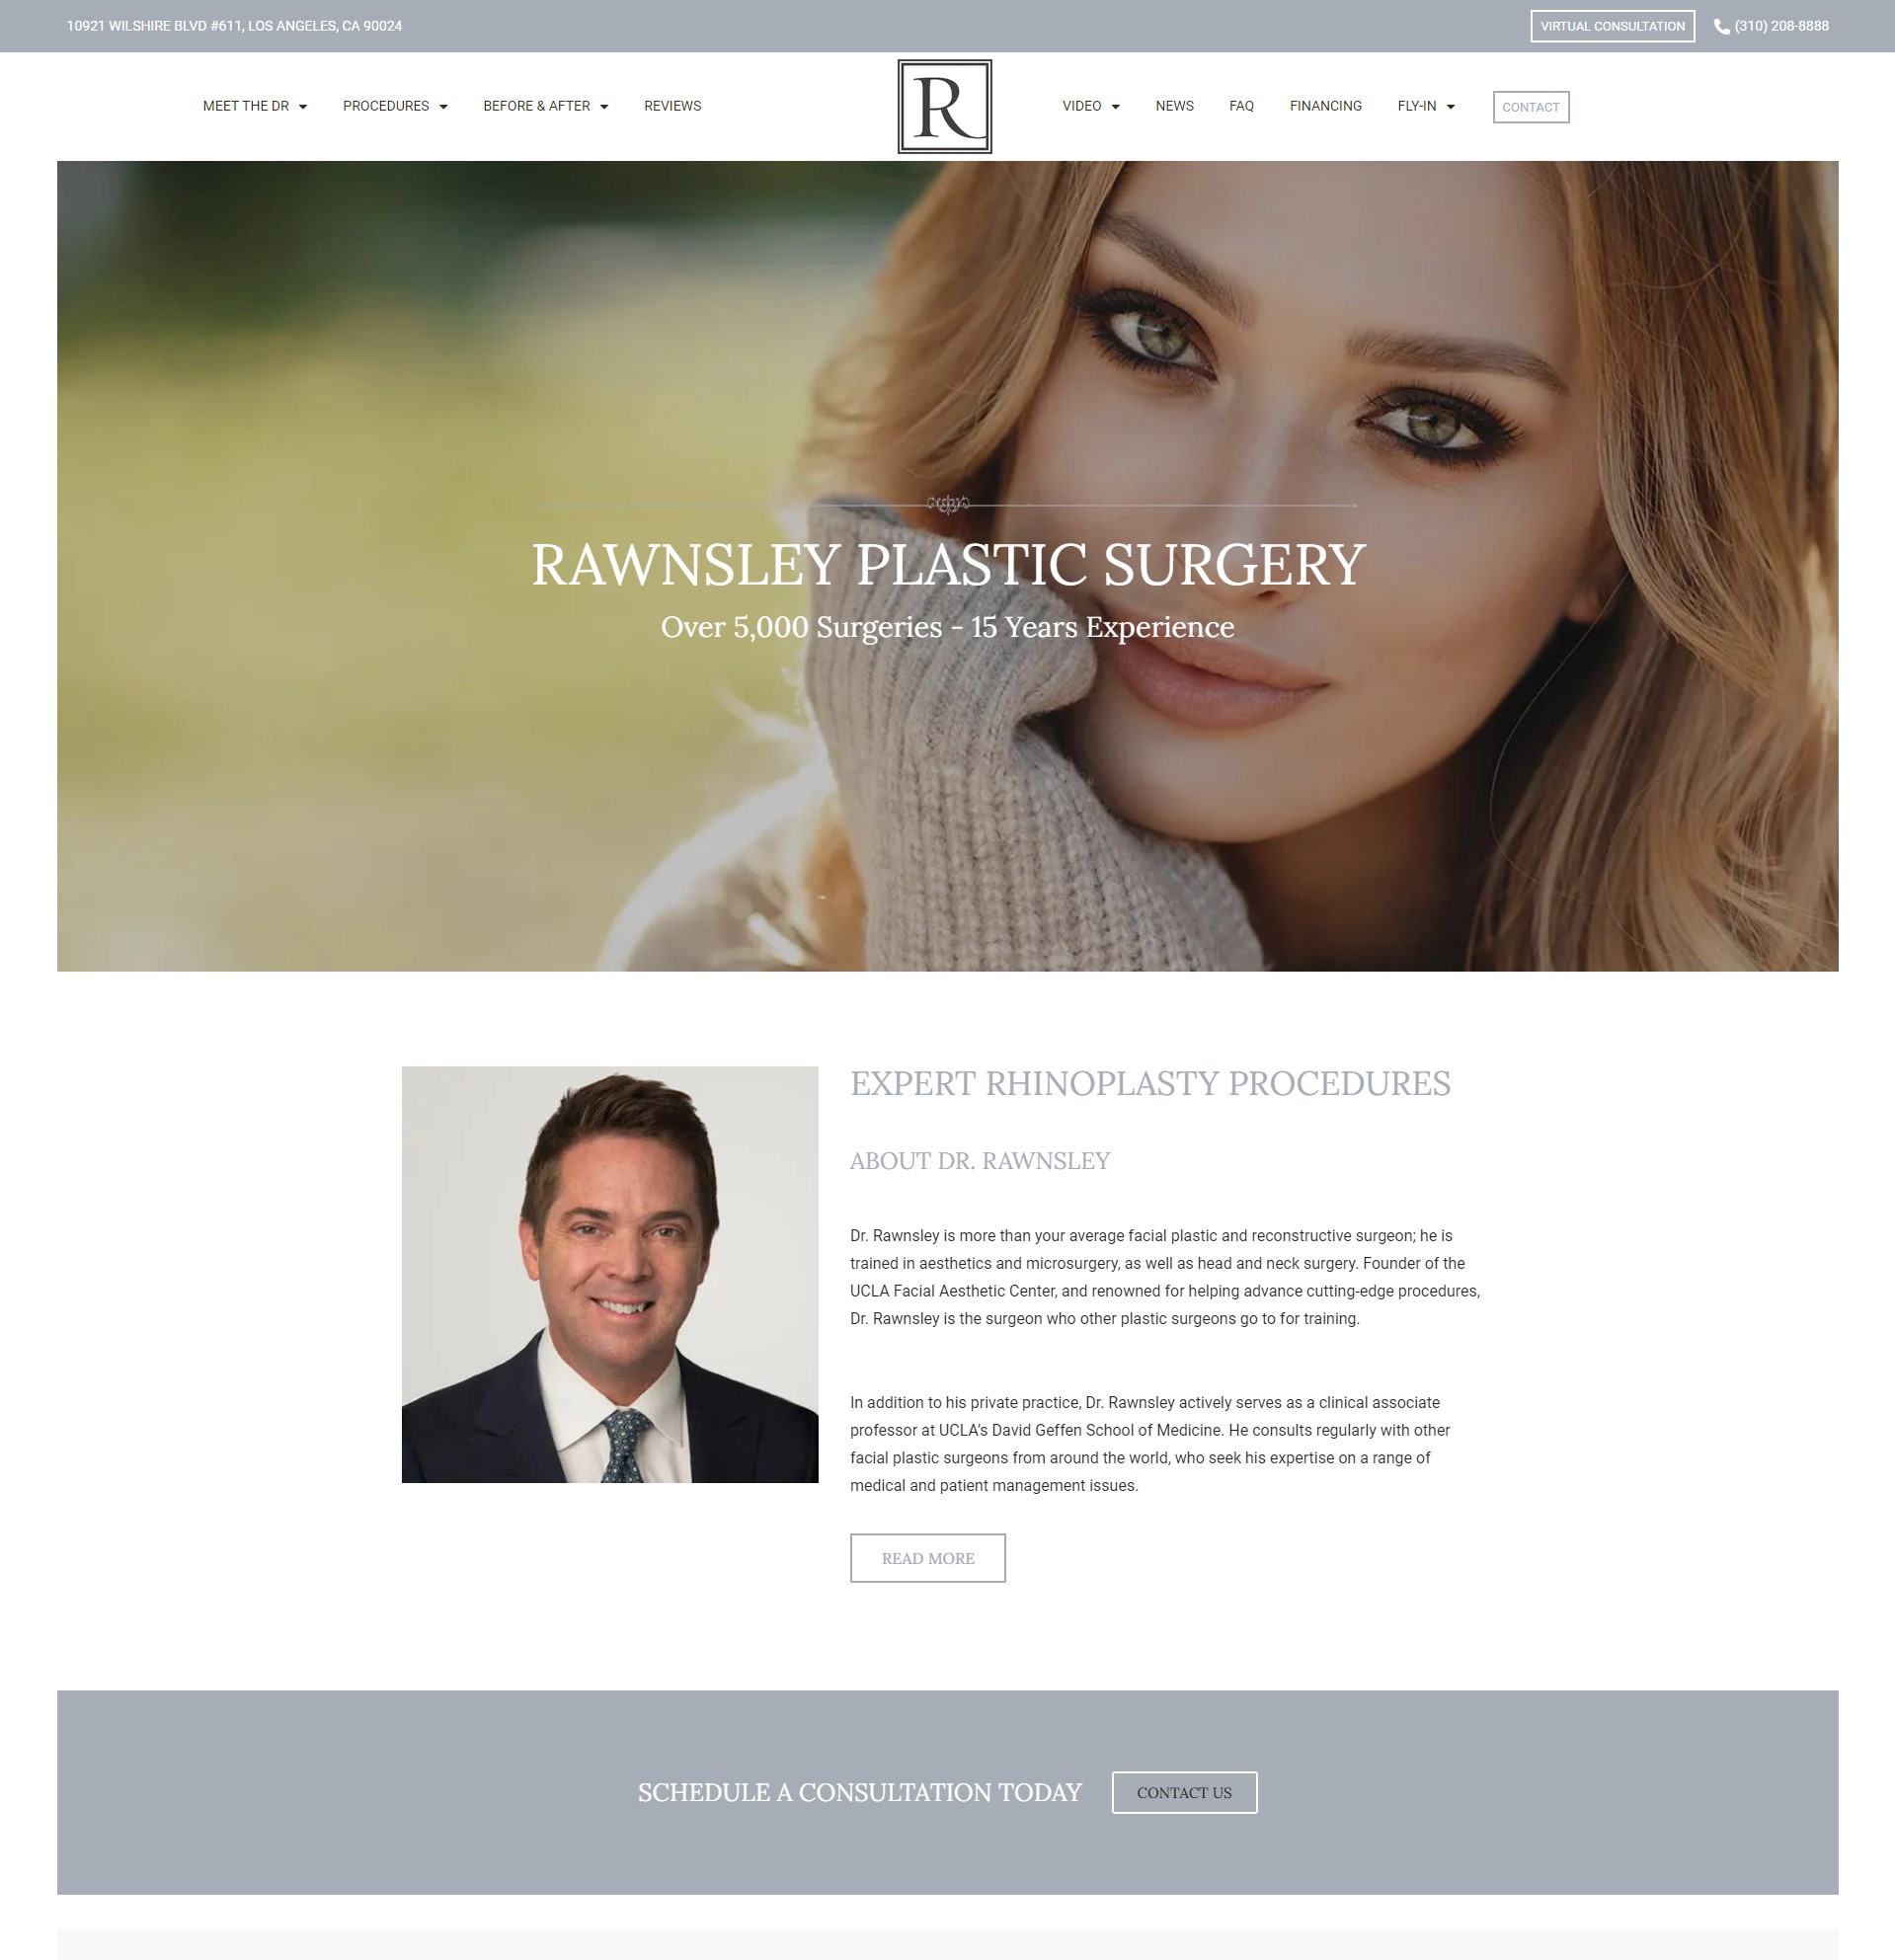 10921 WILSHIRE BLVD #611, LOS ANGELES, CA 90024
VIRTUAL CONSULTATION
(310) 208-8888
MEET THE DR
PROCEDURES
BEFORE & AFTER
REVIEWS
R
VIDEO
NEWS
FAQ
FINANCING
FLY-IN
CONTACT
RAWNSLEY PLASTIC SURGERY
Over 5,000 Surgeries - 15 Years Experience
EXPERT RHINOPLASTY PROCEDURES
ABOUT DR. RAWNSLEY
Dr. Rawnsley is more than your average facial plastic and reconstructive surgeon; he is
trained in aesthetics and microsurgery, as well as head and neck surgery. Founder of the
UCLA Facial Aesthetic Center, and renowned for helping advance cutting-edge procedures,
Dr. Rawnsley is the surgeon who other plastic surgeons go to for training.
In addition to his private practice, Dr. Rawnsley actively serves as a clinical associate
professor at UCLA’s David Geffen School of Medicine. He consults regularly with other
facial plastic surgeons from around the world, who seek his expertise on a range of
medical and patient management issues.
READ MORE
SCHEDULE A CONSULTATION TODAY
CONTACT US